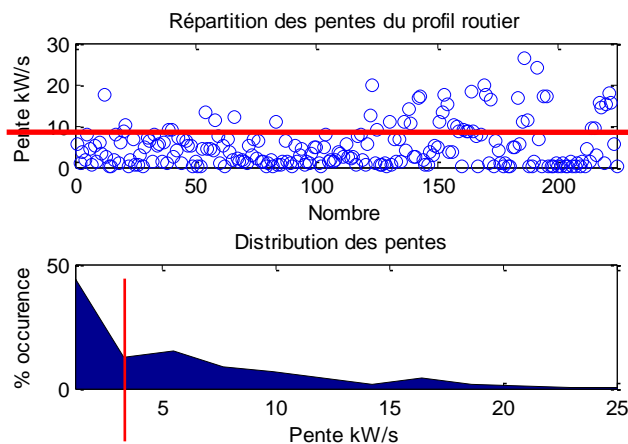 Répartition des pentes du profil routier
30
20
10
0
Pente kW/s
0 50 100 150 200
Nombre
Distribution des pentes
50
0
% occurence
5 10 15 20 25
Pente kW/s